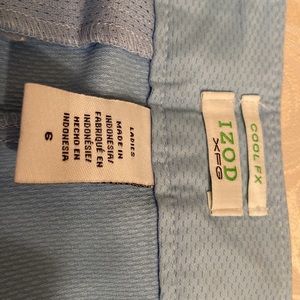 LADIES
MADE IN
INDONESIA/
FABRIQUÉ EN
INDONÉSIE/
HECHO EN
INDONESIA
6
IZOD
XFG
COOL FX